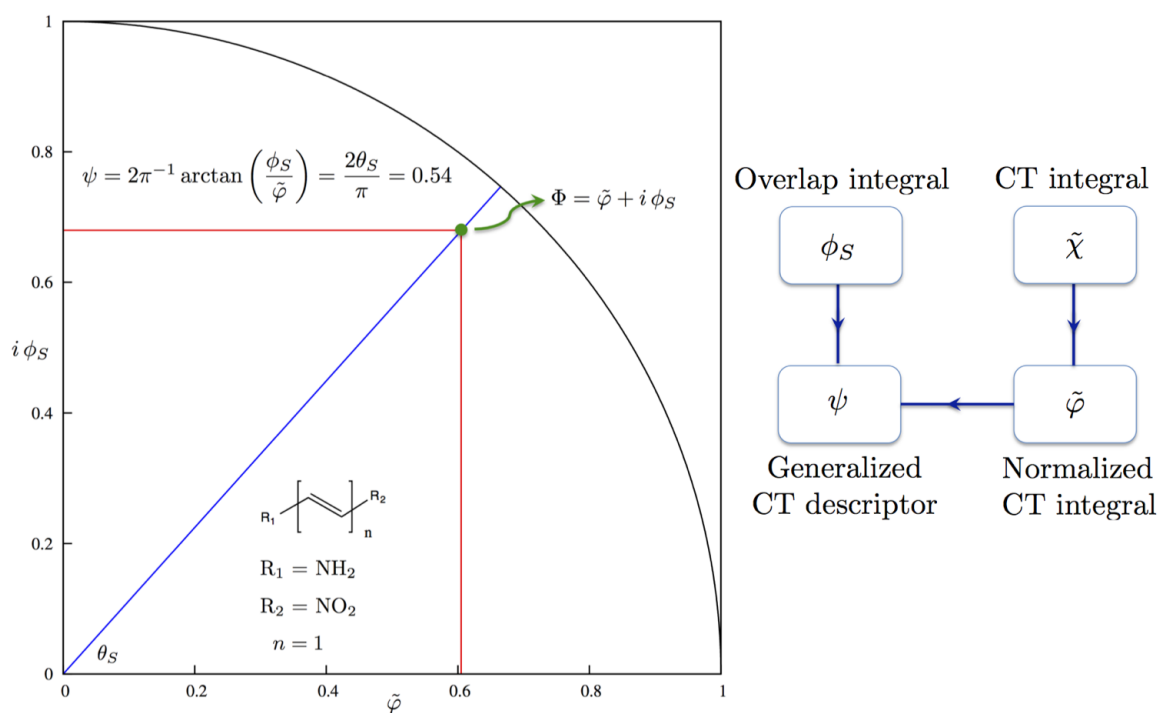 1
0.8
0.6
0.4
0.2
0
i ϕ_S
ψ = 2π⁻¹ arctan (ϕ_S / φ̃) = 2θ_S / π = 0.54
Φ = φ̃ + i ϕ_S
R₁ [ ]ₙ R₂
R₁ = NH₂
R₂ = NO₂
n = 1
θ_S
0 0.2 0.4 0.6 0.8 1
φ̃
Overlap integral
CT integral
ϕ_S
χ̃
ψ
φ̃
Generalized
CT descriptor
Normalized
CT integral